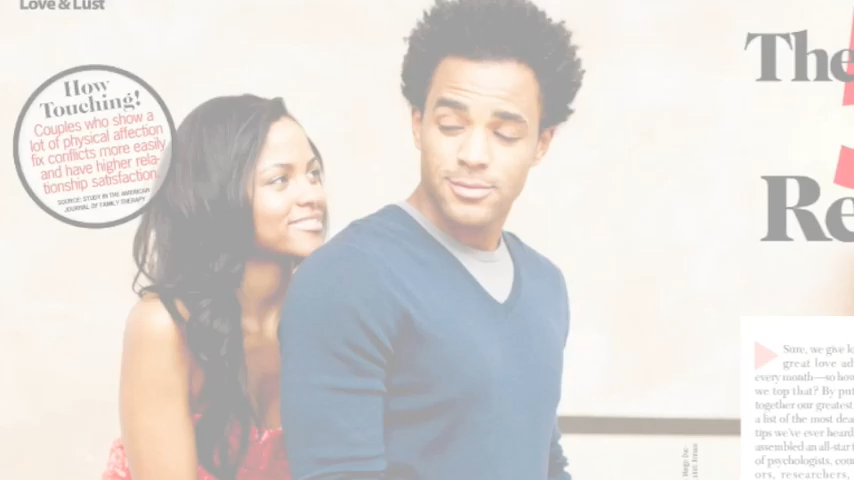 Love & Lust
How
Touching!
Couples who show a
lot of physical affection
fix conflicts more easily
and have higher rela-
tionship satisfaction.
SOURCE: STUDY IN THE AMERICAN
JOURNAL OF FAMILY THERAPY
The
Re
Sure, we give lo
great love ad
every month—so how
we top that? By put
together our greatest
a list of the most dea
tips we've ever heard
assembled an all-star t
of psychologists, cou
ors, researchers,